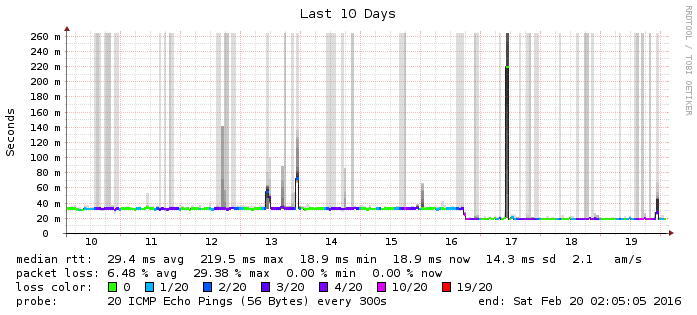 Last 10 Days
RRDTOOL / TOBI OETIKER
Seconds
260 m
240 m
220 m
200 m
180 m
160 m
140 m
120 m
100 m
80 m
60 m
40 m
20 m
0
10 11 12 13 14 15 16 17 18 19
median rtt: 29.4 ms avg 219.5 ms max 18.9 ms min 18.9 ms now 14.3 ms sd 2.1 am/s
packet loss: 6.48 % avg 29.38 % max 0.00 % min 0.00 % now
loss color: 0 1/20 2/20 3/20 4/20 10/20 19/20
probe: 20 ICMP Echo Pings (56 Bytes) every 300s end: Sat Feb 20 02:05:05 2016